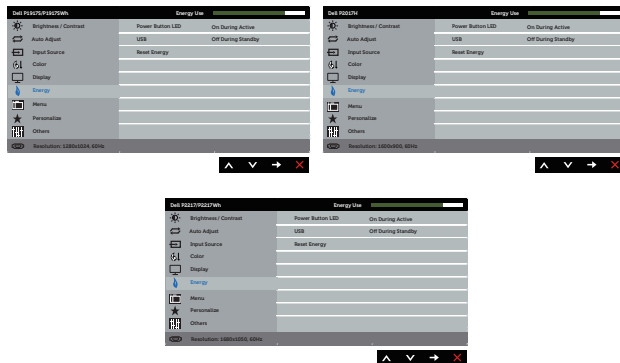 Dell P1917S/P1917SWh Energy Use
Brightness / Contrast Power Button LED On During Active
Auto Adjust USB Off During Standby
Input Source Reset Energy
Color
Display
Energy
Menu
Personalize
Others
Resolution: 1280x1024, 60Hz
Dell P2017H Energy Use
Brightness / Contrast Power Button LED On During Active
Auto Adjust USB Off During Standby
Input Source Reset Energy
Color
Display
Energy
Menu
Personalize
Others
Resolution: 1600x900, 60Hz
Dell P2217/P2217Wh Energy Use
Brightness / Contrast Power Button LED On During Active
Auto Adjust USB Off During Standby
Input Source Reset Energy
Color
Display
Energy
Menu
Personalize
Others
Resolution: 1680x1050, 60Hz